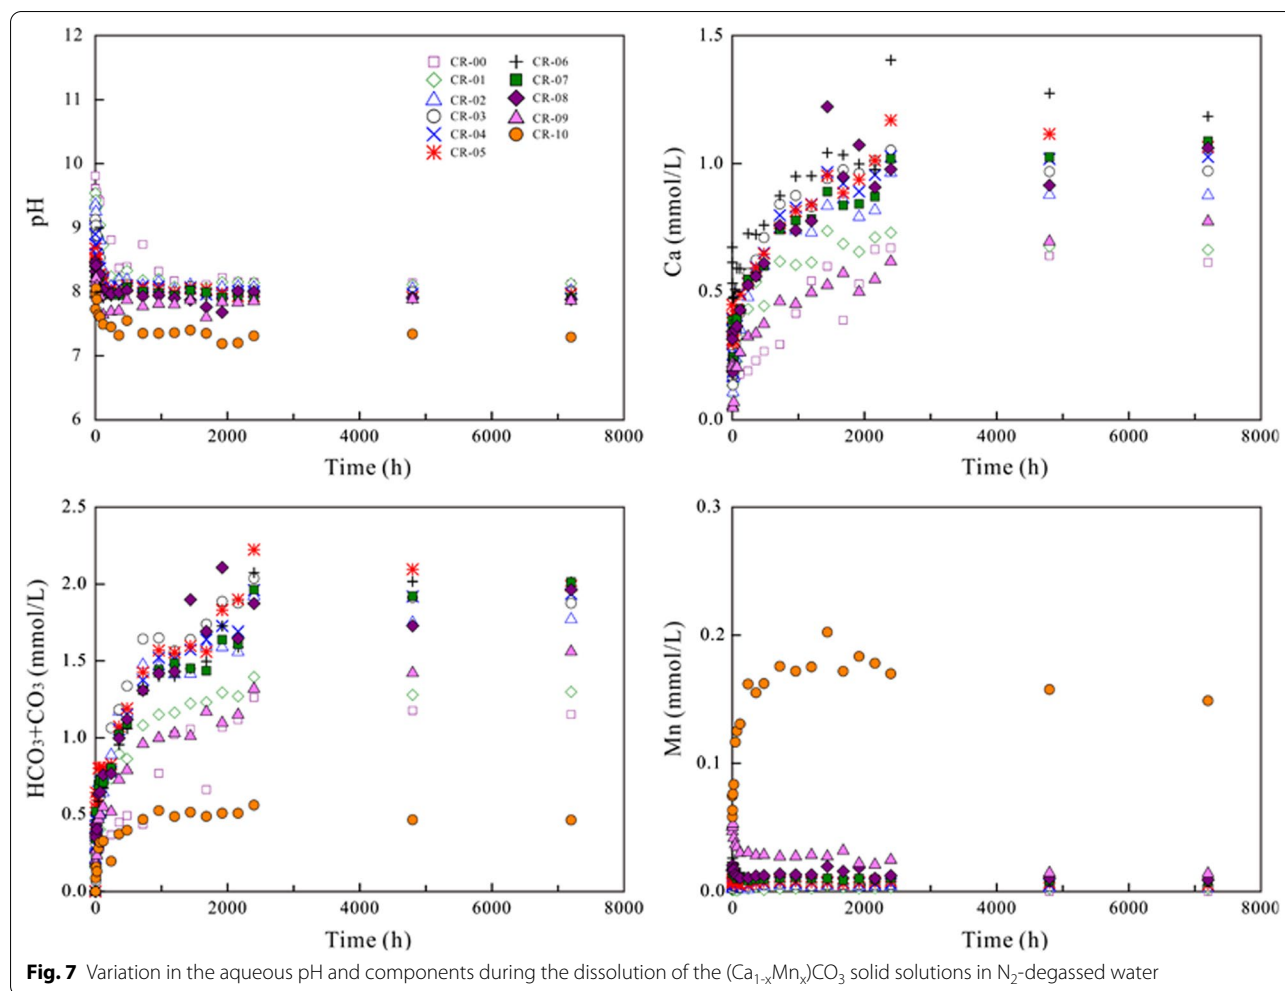 12
11
10
9
8
7
6
pH
0 2000 4000 6000 8000
Time (h)
CR-00 CR-06
CR-01 CR-07
CR-02 CR-08
CR-03 CR-09
CR-04 CR-10
CR-05
1.5
1.0
0.5
0.0
Ca (mmol/L)
0 2000 4000 6000 8000
Time (h)
2.5
2.0
1.5
1.0
0.5
0.0
HCO3+CO3 (mmol/L)
0 2000 4000 6000 8000
Time (h)
0.3
0.2
0.1
0.0
Mn (mmol/L)
0 2000 4000 6000 8000
Time (h)
Fig. 7 Variation in the aqueous pH and components during the dissolution of the (Ca1-xMnx)CO3 solid solutions in N2-degassed water